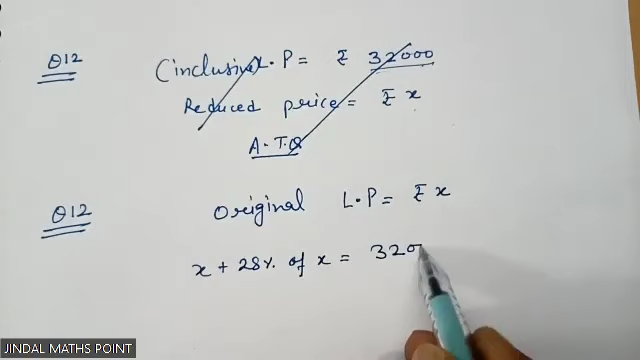 Q12
(inclusive) L.P = ₹ 32000
Reduced price = ₹ x
A.T.Q
Q12
Original L.P = ₹ x
x + 28% of x = 320
JINDAL MATHS POINT